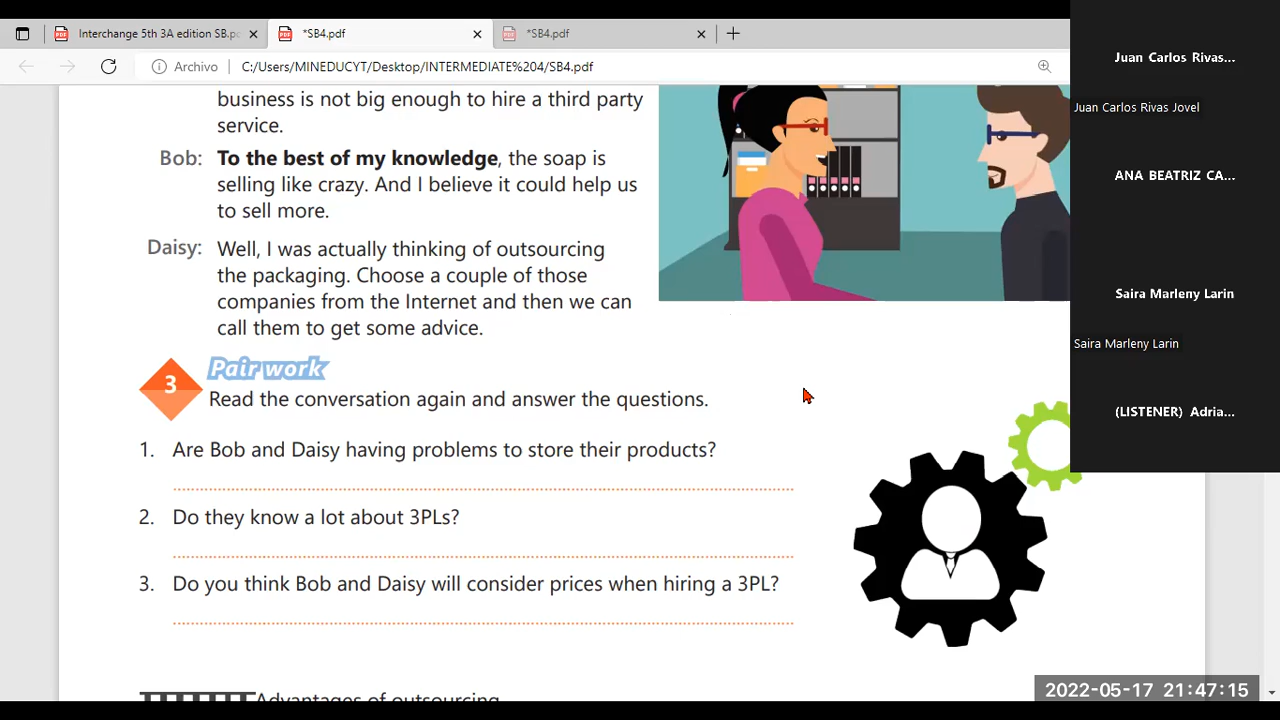 Interchange 5th 3A edition SB.pc
*SB4.pdf
*SB4.pdf
Archivo
C:/Users/MINEDUCYT/Desktop/INTERMEDIATE%204/SB4.pdf
business is not big enough to hire a third party
service.
Bob: To the best of my knowledge, the soap is
selling like crazy. And I believe it could help us
to sell more.
Daisy: Well, I was actually thinking of outsourcing
the packaging. Choose a couple of those
companies from the Internet and then we can
call them to get some advice.
3
Pair work
Read the conversation again and answer the questions.
1. Are Bob and Daisy having problems to store their products?
2. Do they know a lot about 3PLs?
3. Do you think Bob and Daisy will consider prices when hiring a 3PL?
Advantages of outsourcing
Juan Carlos Rivas...
Juan Carlos Rivas Jovel
ANA BEATRIZ CA...
Saira Marleny Larin
Saira Marleny Larin
(LISTENER) Adria...
2022-05-17 21:47:15